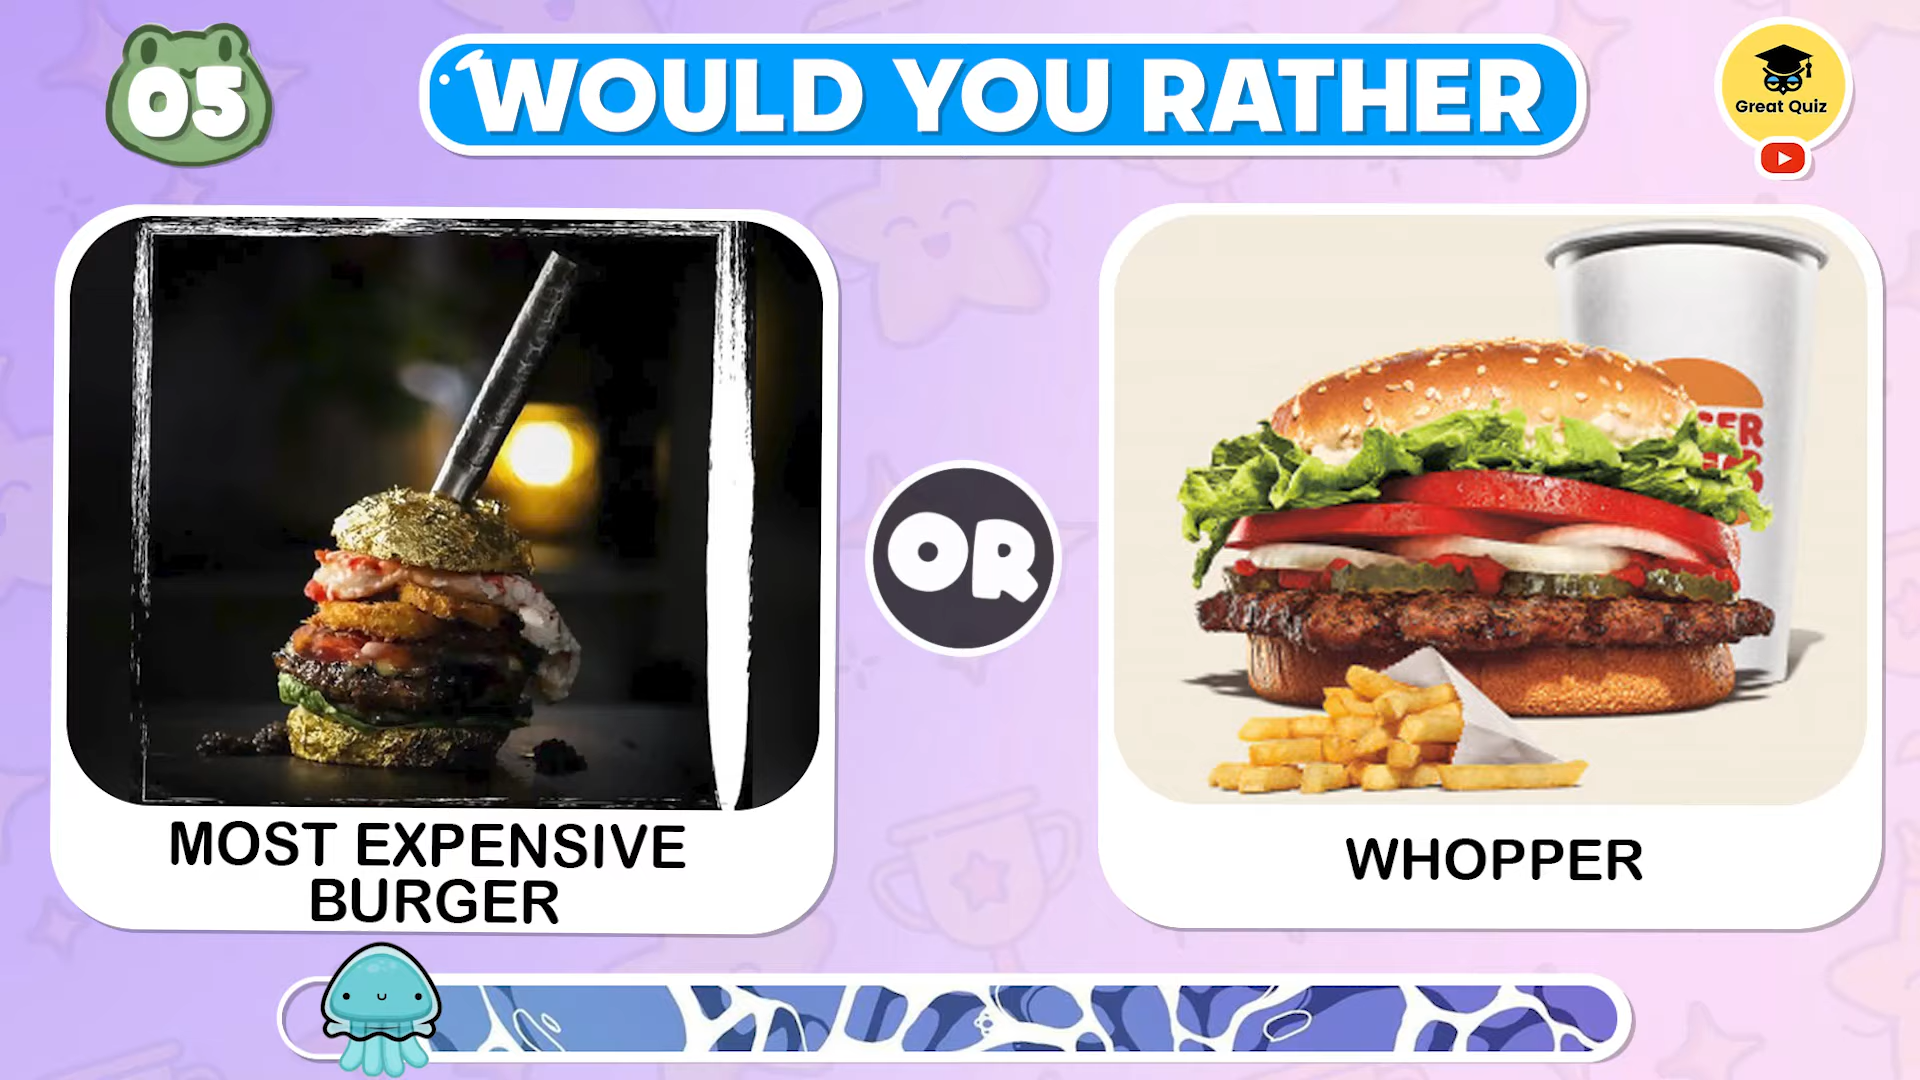 05
WOULD YOU RATHER
Great Quiz
OR
MOST EXPENSIVE
BURGER
WHOPPER